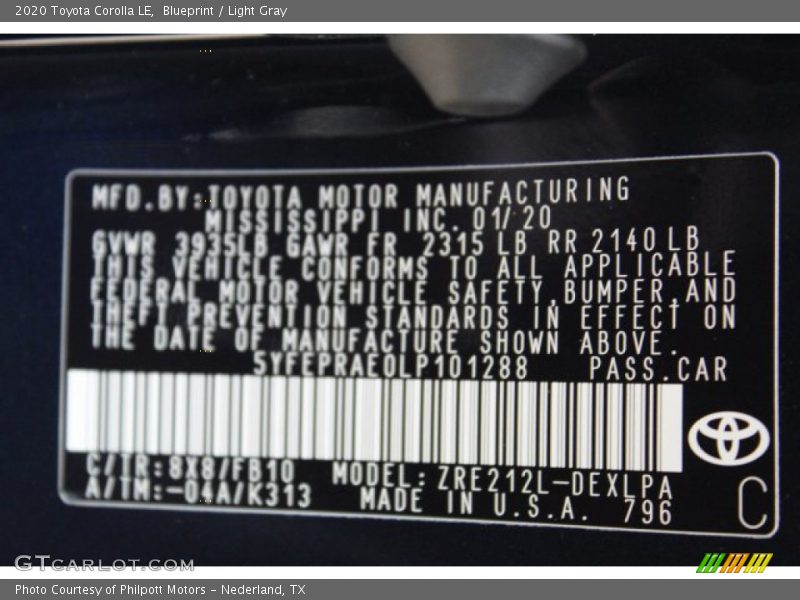 2020 Toyota Corolla LE, Blueprint / Light Gray
MFD.BY:TOYOTA MOTOR MANUFACTURING
MISSISSIPPI INC. 01/20
GVWR 3935LB GAWR FR 2315 LB RR 2140 LB
THIS VEHICLE CONFORMS TO ALL APPLICABLE
FEDERAL MOTOR VEHICLE SAFETY,BUMPER,AND
THEFT PREVENTION STANDARDS IN EFFECT ON
THE DATE OF MANUFACTURE SHOWN ABOVE.
5YFEPRAE0LP101288 PASS.CAR
C/TR:8X8/FB10 MODEL:ZRE212L-DEXLPA
A/TM:-04A/K313 MADE IN U.S.A. 796
C
GTCARLOT.COM
Photo Courtesy of Philpott Motors - Nederland, TX